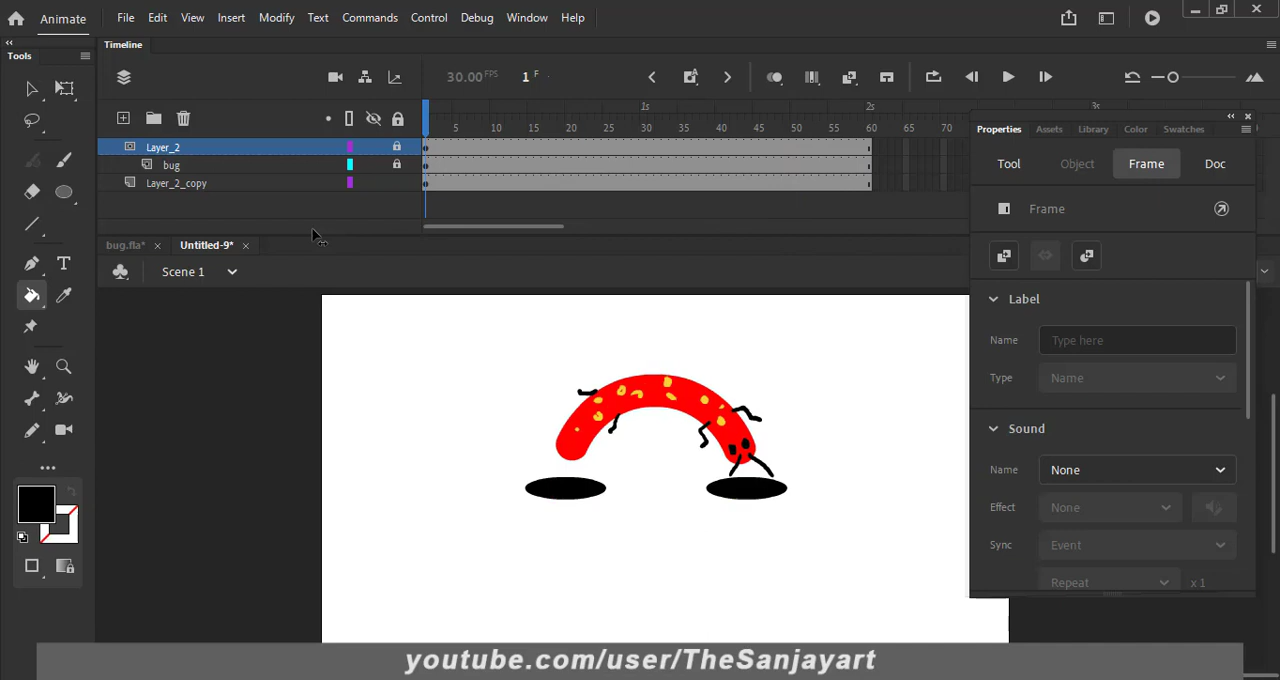 Animate File Edit View Insert Modify Text Commands Control Debug Window Help
Tools Timeline
30.00 FPS 1 F
1s 2s 3s
5 10 15 20 25 30 35 40 45 50 55 60 65 70
Properties Assets Library Color Swatches
Layer_2
bug
Layer_2_copy
Tool Object Frame Doc
Frame
bug.fla* Untitled-9*
Scene 1
Label
Name Type here
Type Name
Sound
Name None
Effect None
Sync Event
Repeat x 1
youtube.com/user/TheSanjayart